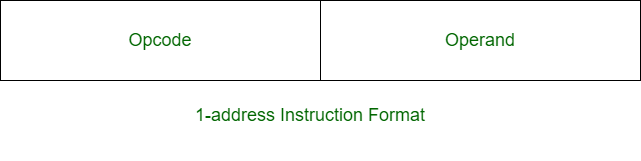 Opcode Operand
1-address Instruction Format